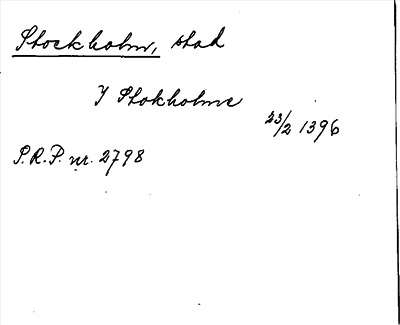 Stockholm, stad
I Stokholme
23/2 1396
S.R.P. nr. 2798